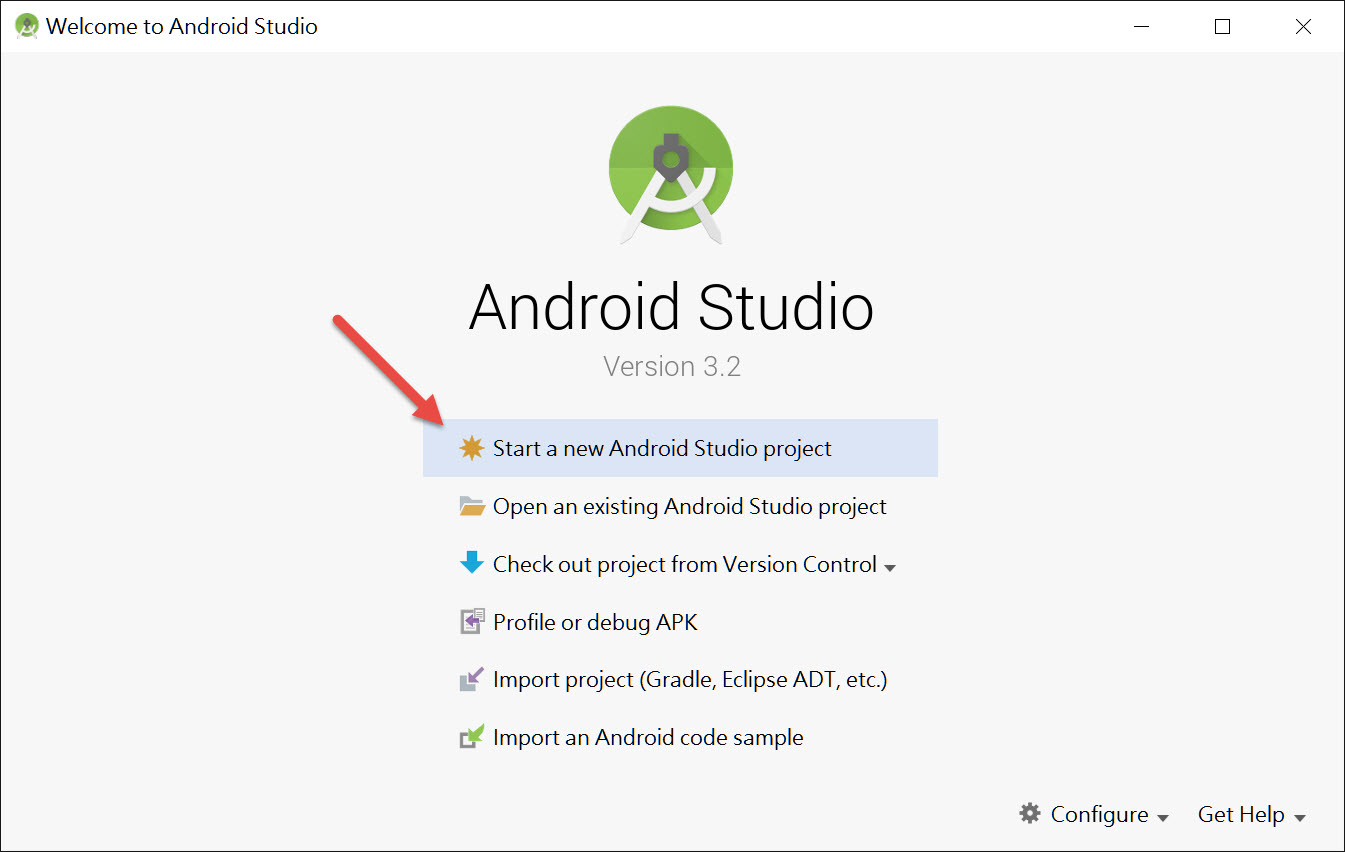 Welcome to Android Studio
Android Studio
Version 3.2
Start a new Android Studio project
Open an existing Android Studio project
Check out project from Version Control
Profile or debug APK
Import project (Gradle, Eclipse ADT, etc.)
Import an Android code sample
Configure Get Help